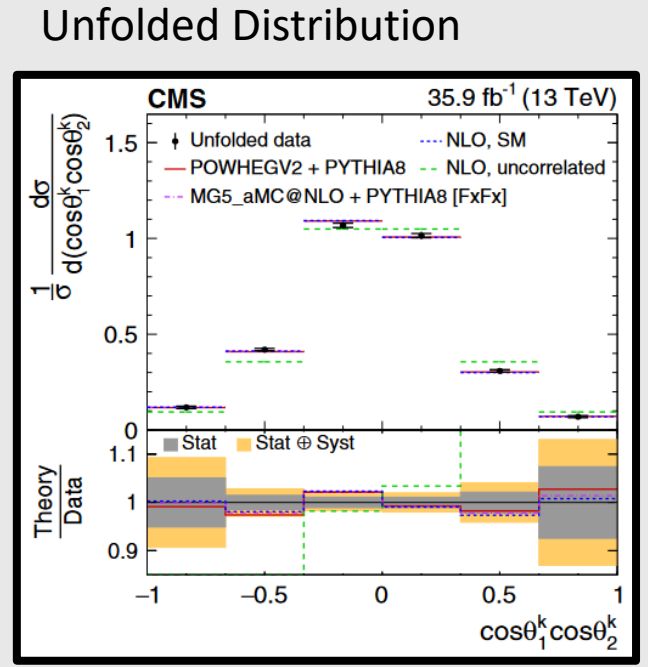 Unfolded Distribution
CMS 35.9 fb⁻¹ (13 TeV)
1/σ dσ/d(cosθ₁ᵏcosθ₂ᵏ)
Unfolded data
NLO, SM
POWHEGV2 + PYTHIA8
NLO, uncorrelated
MG5_aMC@NLO + PYTHIA8 [FxFx]
1.5
1
0.5
0
Stat
Stat ⊕ Syst
Theory/Data
1.1
1
0.9
−1 −0.5 0 0.5 1
cosθ₁ᵏcosθ₂ᵏ